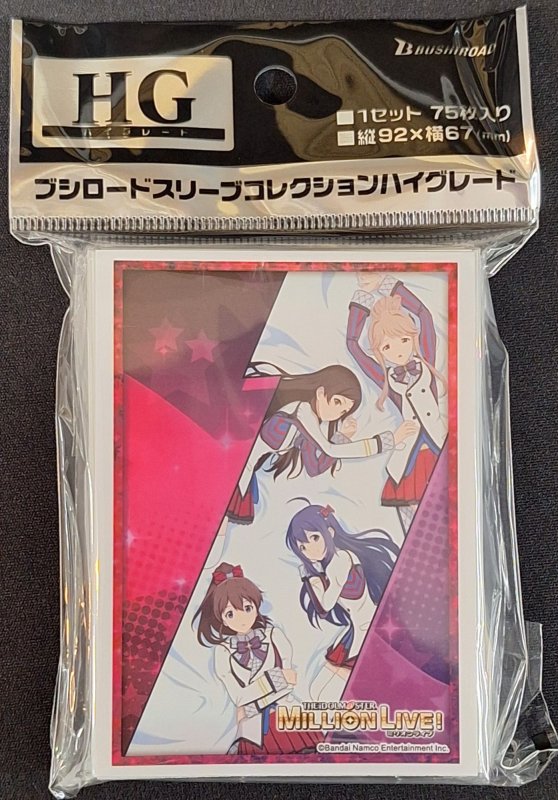 HG
ハイグレード
BUSHIROAD
1セット 75枚入り
縦92×横67(mm)
ブシロードスリーブコレクションハイグレード
THE IDOLM@STER
MILLION LIVE!
ミリオンライブ!
©Bandai Namco Entertainment Inc.